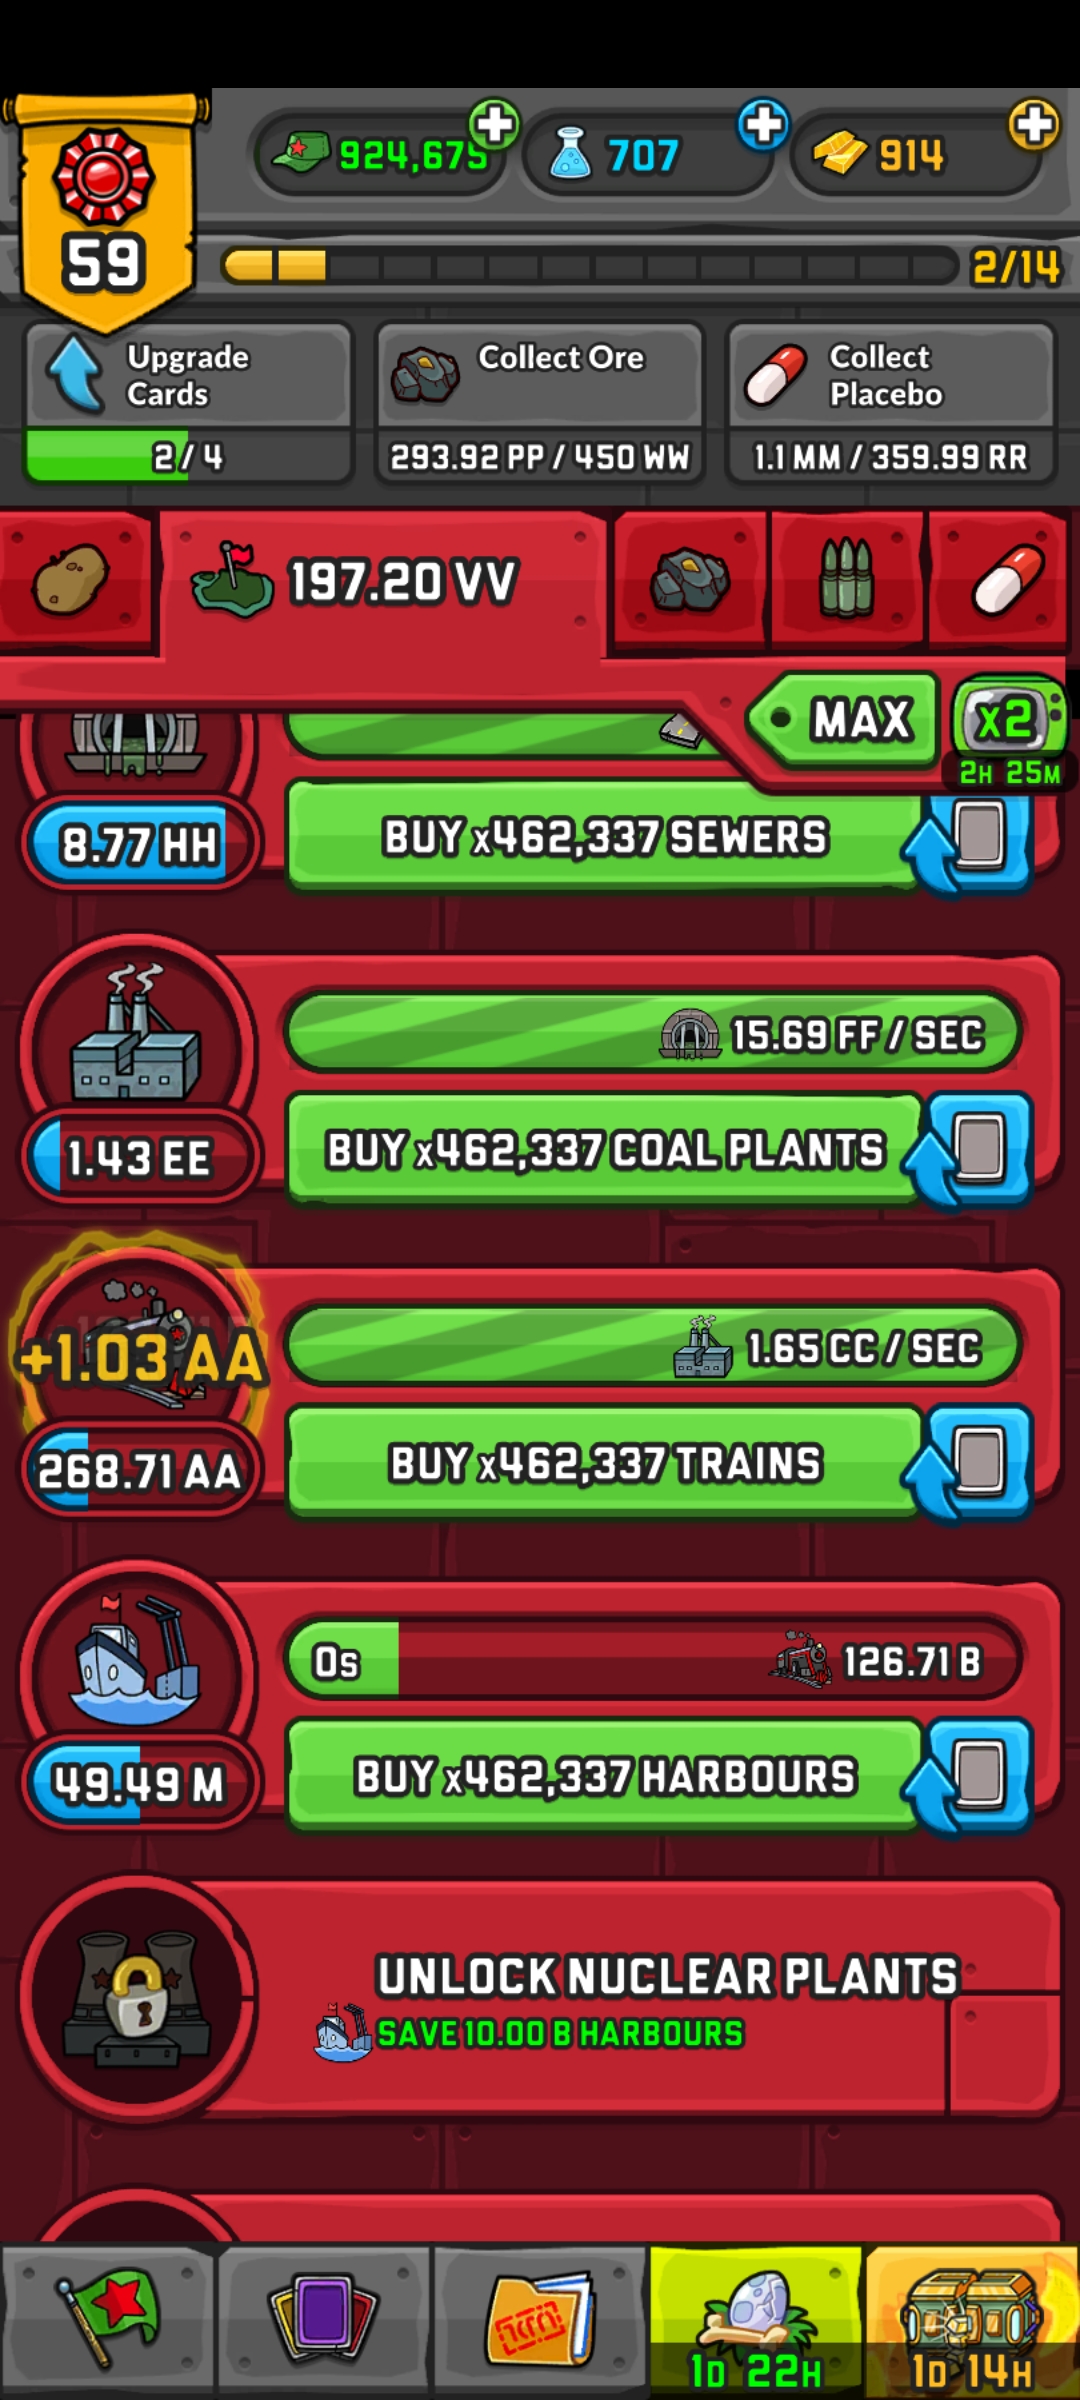 924,675
707
914
59
2/14
Upgrade
Cards
2/4
Collect Ore
293.92 PP / 450 WW
Collect
Placebo
1.1 MM / 359.99 RR
197.20 VV
MAX
x2
2H 25M
8.77 HH
BUY x462,337 SEWERS
15.69 FF / SEC
1.43 EE
BUY x462,337 COAL PLANTS
+1.03 AA
1.65 CC / SEC
268.71 AA
BUY x462,337 TRAINS
0s
126.71 B
49.49 M
BUY x462,337 HARBOURS
UNLOCK NUCLEAR PLANTS
SAVE 10.00 B HARBOURS
1D 22H
1D 14H